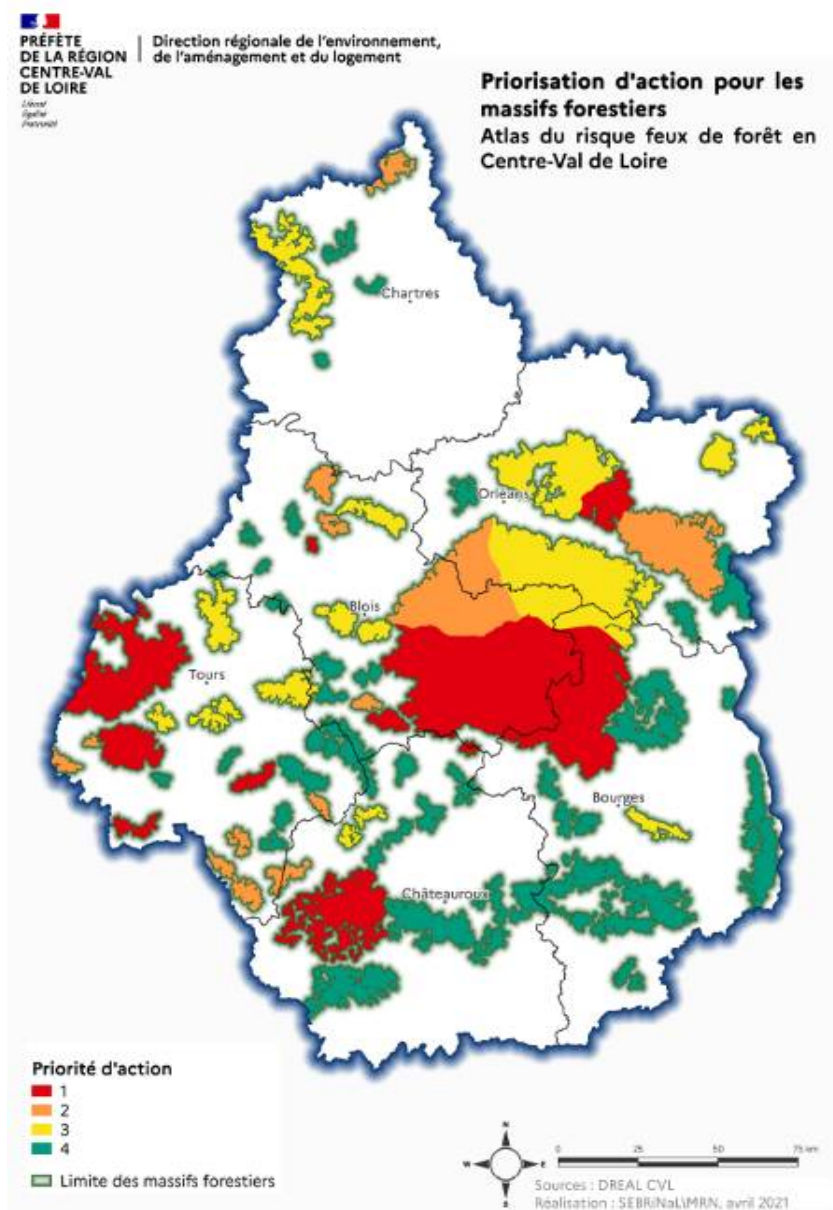 PRÉFÈTE
DE LA RÉGION
CENTRE-VAL
DE LOIRE
Liberté
Égalité
Fraternité
Direction régionale de l'environnement,
de l'aménagement et du logement
Priorisation d'action pour les
massifs forestiers
Atlas du risque feux de forêt en
Centre-Val de Loire
Chartres
Orléans
Blois
Tours
Bourges
Châteauroux
Priorité d'action
1
2
3
4
Limite des massifs forestiers
N
W
E
S
0 25 50 75 km
Sources : DREAL CVL
Réalisation : SEBRiNaL\MRN, avril 2021